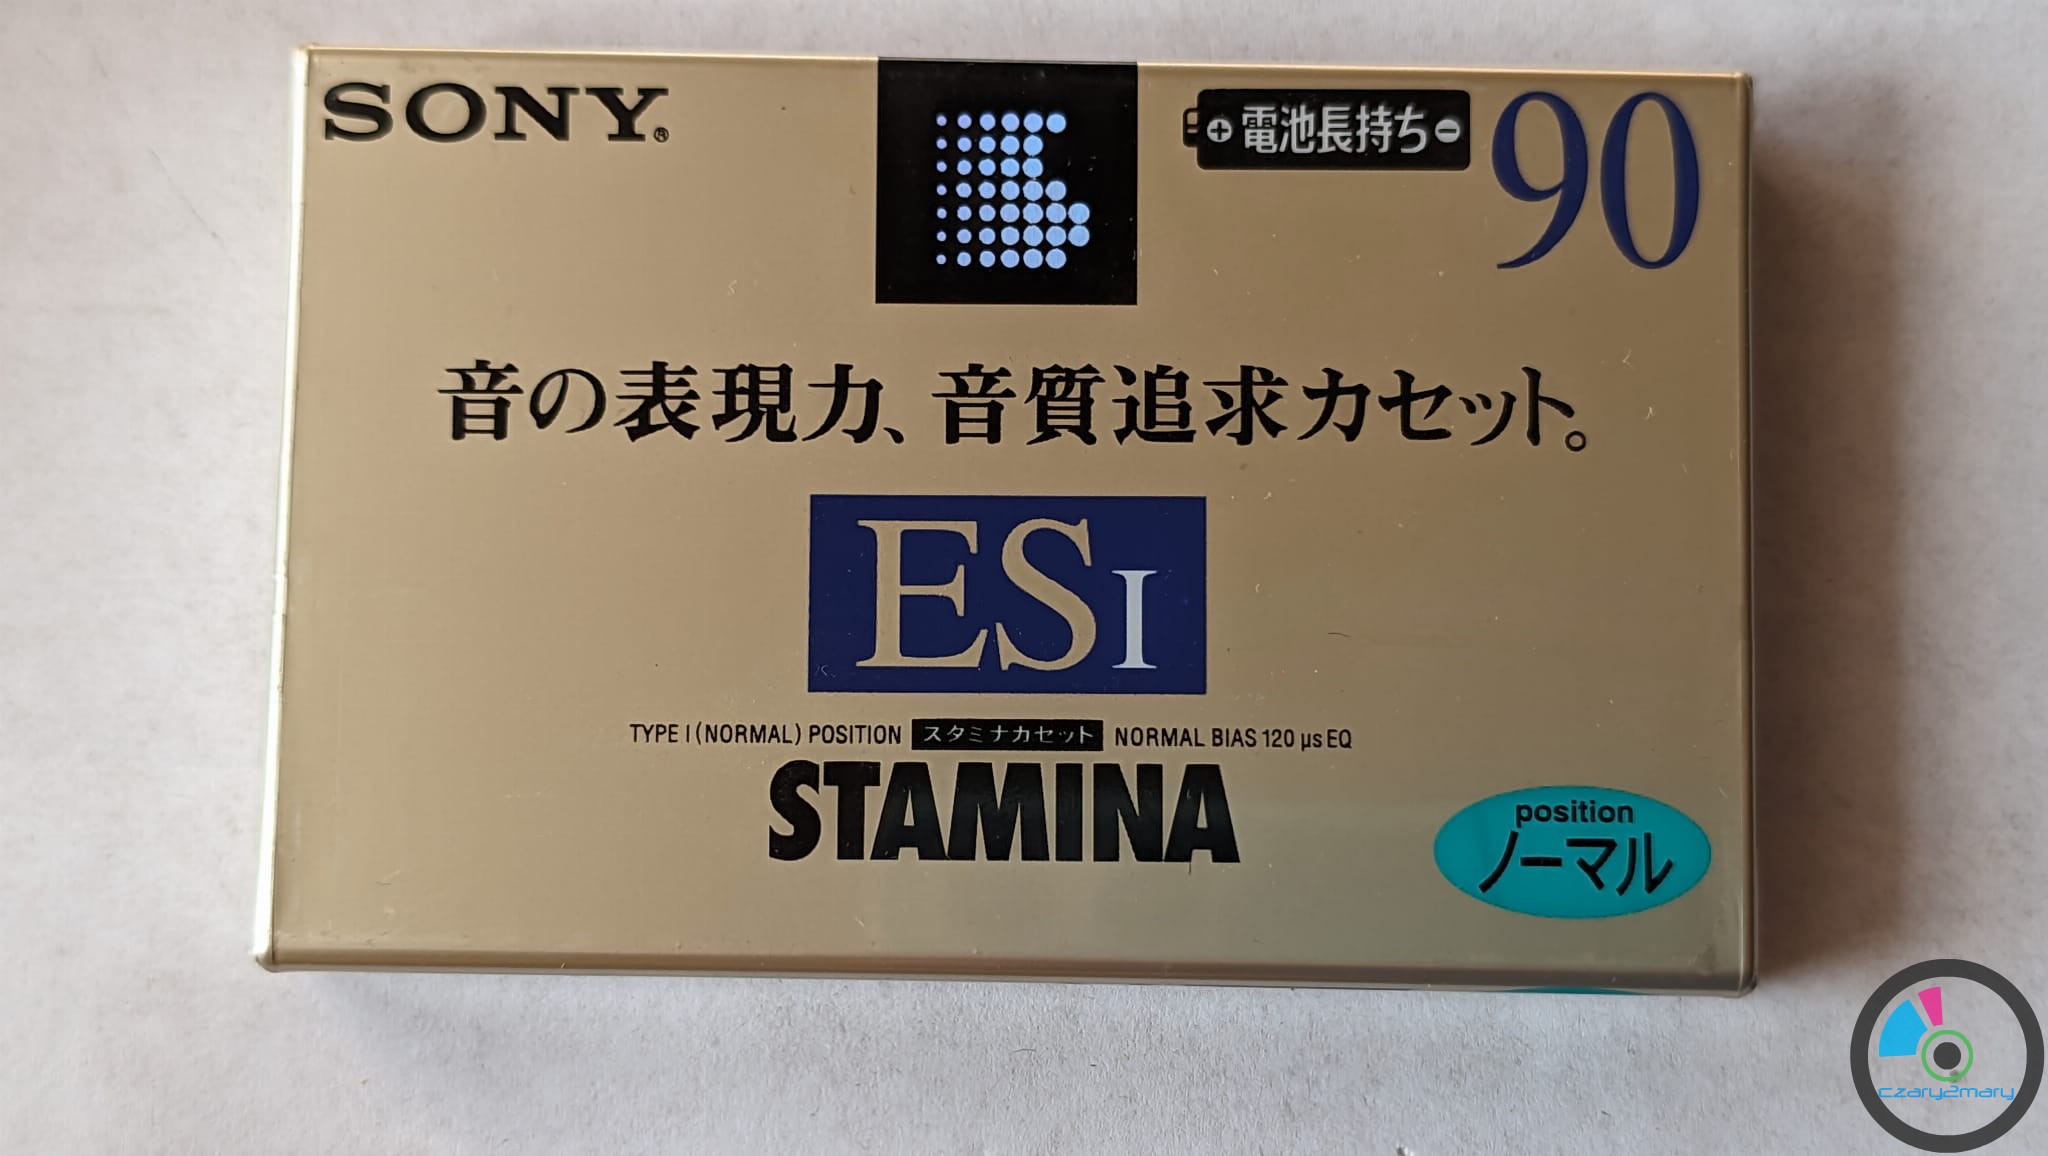 SONY®
+ 電池長持ち −
90
音の表現力、音質追求カセット。
ES I
TYPE I (NORMAL) POSITION スタミナカセット NORMAL BIAS 120 µs EQ
STAMINA
position
ノーマル
czary2mary